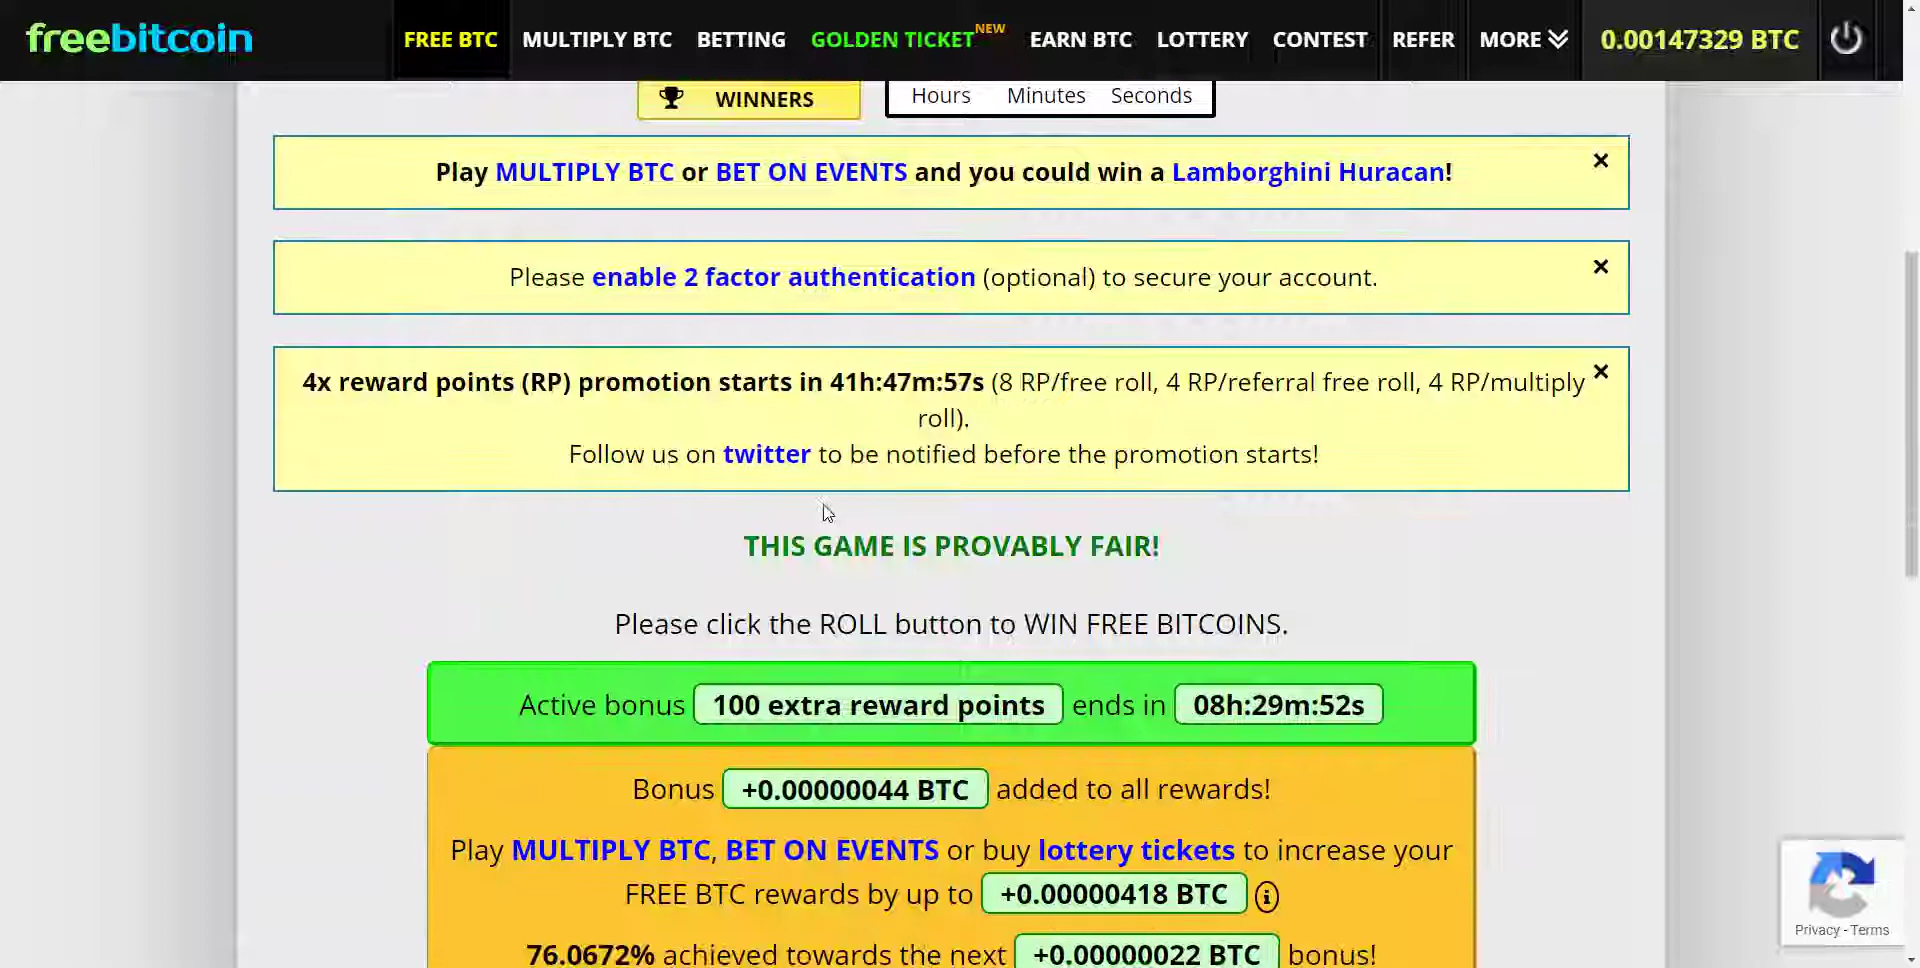 freebitcoin FREE BTC MULTIPLY BTC BETTING GOLDEN TICKET NEW EARN BTC LOTTERY CONTEST REFER MORE 0.00147329 BTC
WINNERS Hours Minutes Seconds
Play MULTIPLY BTC or BET ON EVENTS and you could win a Lamborghini Huracan!
Please enable 2 factor authentication (optional) to secure your account.
4x reward points (RP) promotion starts in 41h:47m:57s (8 RP/free roll, 4 RP/referral free roll, 4 RP/multiply
roll).
Follow us on twitter to be notified before the promotion starts!
THIS GAME IS PROVABLY FAIR!
Please click the ROLL button to WIN FREE BITCOINS.
Active bonus 100 extra reward points ends in 08h:29m:52s
Bonus +0.00000044 BTC added to all rewards!
Play MULTIPLY BTC, BET ON EVENTS or buy lottery tickets to increase your
FREE BTC rewards by up to +0.00000418 BTC
76.0672% achieved towards the next +0.00000022 BTC bonus!
Privacy - Terms